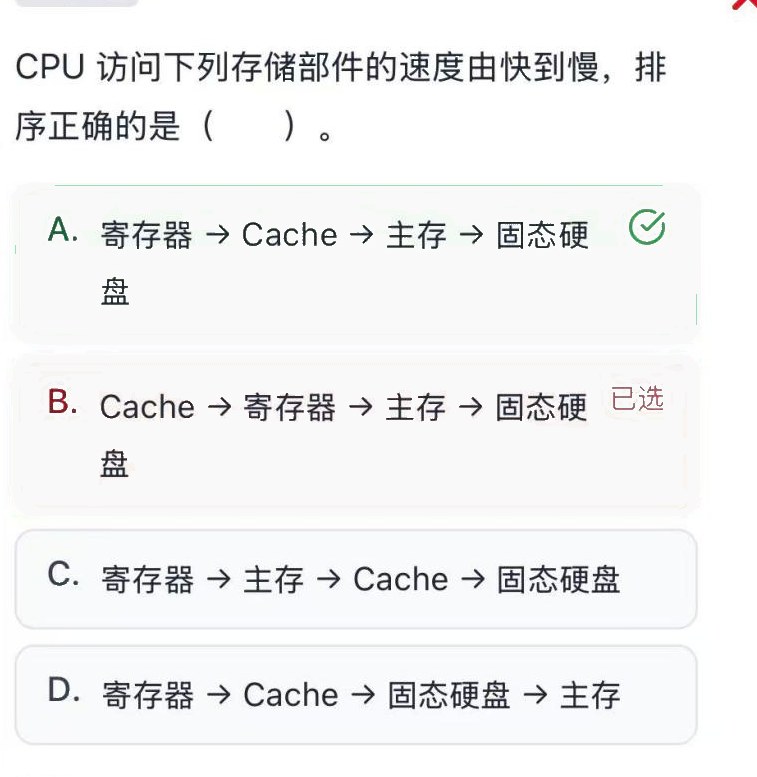 CPU 访问下列存储部件的速度由快到慢，排
序正确的是（　　）。
A. 寄存器 → Cache → 主存 → 固态硬
盘
B. Cache → 寄存器 → 主存 → 固态硬 已选
盘
C. 寄存器 → 主存 → Cache → 固态硬盘
D. 寄存器 → Cache → 固态硬盘 → 主存